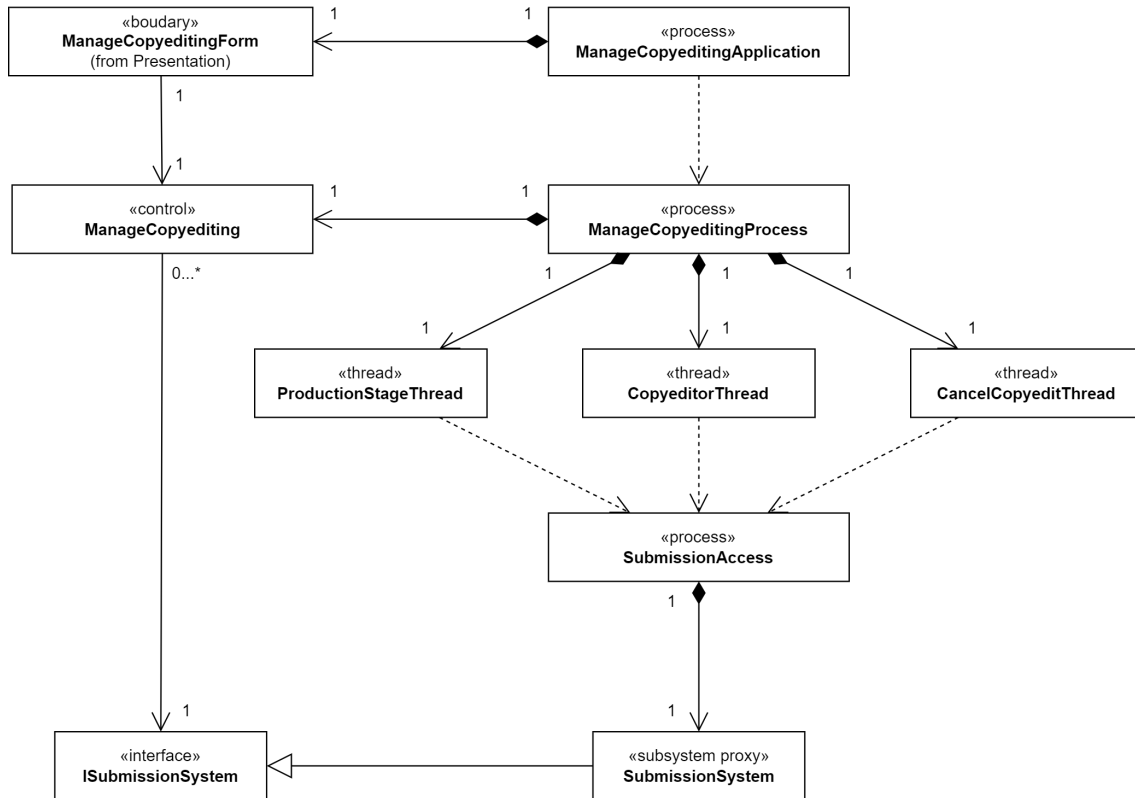 «boudary»
ManageCopyeditingForm
(from Presentation)
1
1
«process»
ManageCopyeditingApplication
1
1
«control»
ManageCopyediting
1
1
«process»
ManageCopyeditingProcess
0...*
1
1
1
1
1
1
«thread»
ProductionStageThread
«thread»
CopyeditorThread
«thread»
CancelCopyeditThread
«process»
SubmissionAccess
1
1
1
«interface»
ISubmissionSystem
«subsystem proxy»
SubmissionSystem